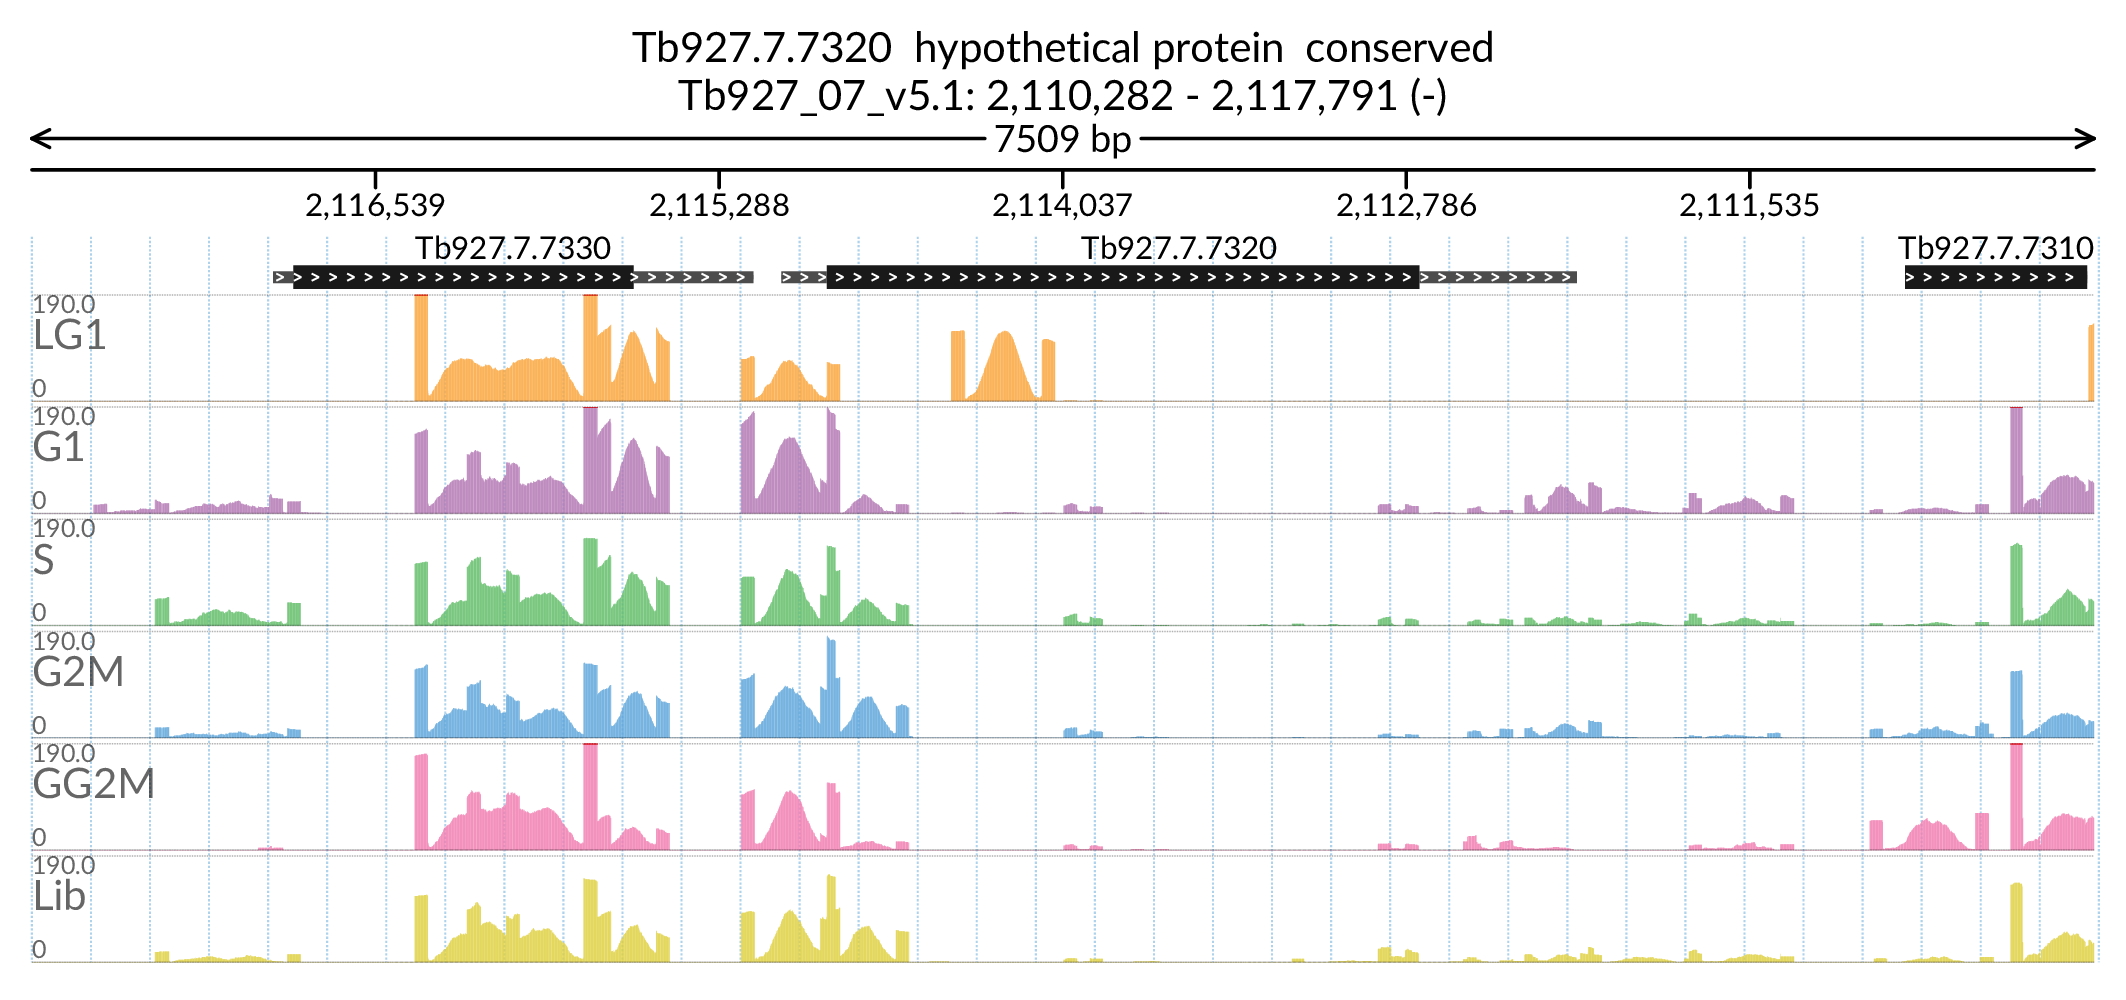 Tb927.7.7320 hypothetical protein conserved
Tb927_07_v5.1: 2,110,282 - 2,117,791 (-)
7509 bp
2,116,539 2,115,288 2,114,037 2,112,786 2,111,535
Tb927.7.7330 Tb927.7.7320 Tb927.7.7310
190.0
LG1
0
190.0
G1
0
190.0
S
0
190.0
G2M
0
190.0
GG2M
0
190.0
Lib
0